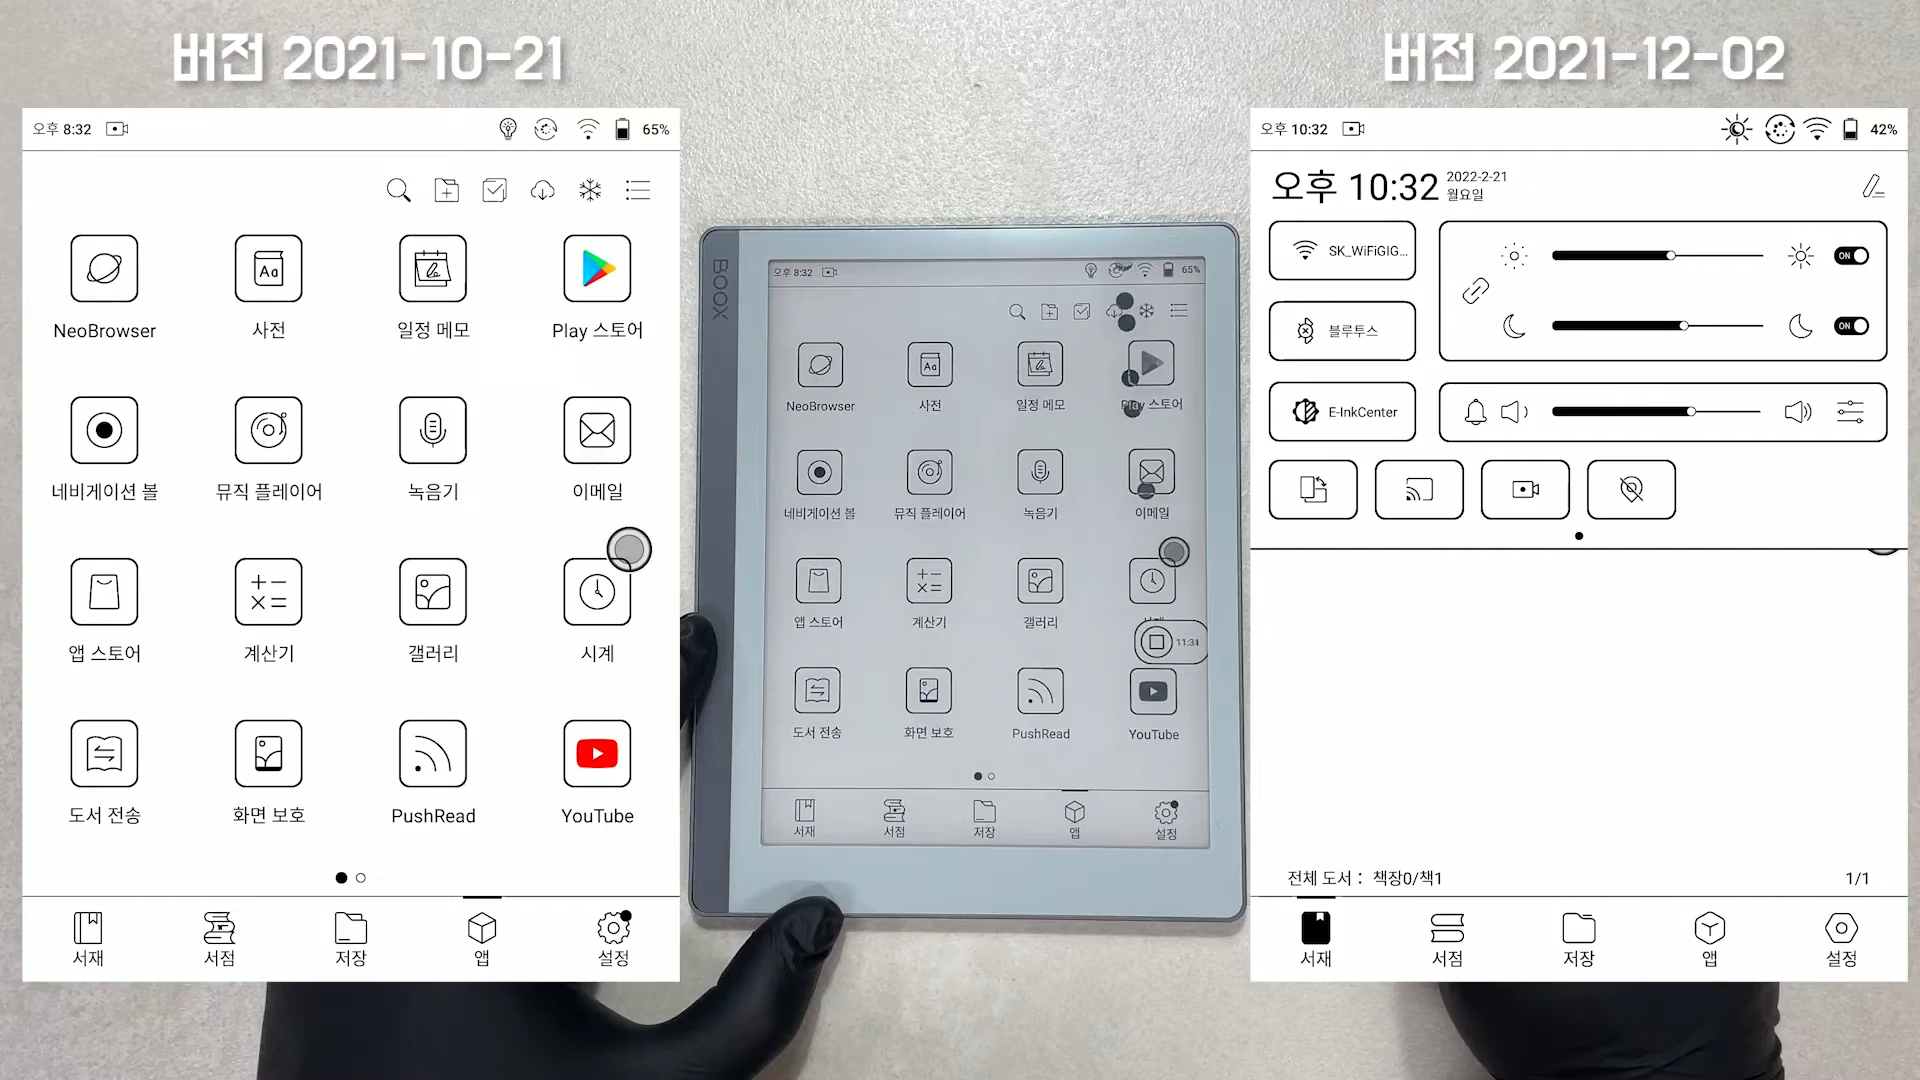 버전 2021-10-21
오후 8:32
65%
NeoBrowser
사전
일정 메모
Play 스토어
네비게이션 볼
뮤직 플레이어
녹음기
이메일
앱 스토어
계산기
갤러리
시계
도서 전송
화면 보호
PushRead
YouTube
서재
서점
저장
앱
설정
BOOX
오후 8:32
65%
NeoBrowser
사전
일정 메모
Play 스토어
네비게이션 볼
뮤직 플레이어
녹음기
이메일
앱 스토어
계산기
갤러리
11:31
도서 전송
화면 보호
PushRead
YouTube
서재
서점
저장
앱
설정
버전 2021-12-02
오후 10:32
42%
오후 10:32
2022-2-21
월요일
SK_WiFiGIG...
ON
블루투스
ON
E-InkCenter
전체 도서 : 책장0/책1
1/1
서재
서점
저장
앱
설정